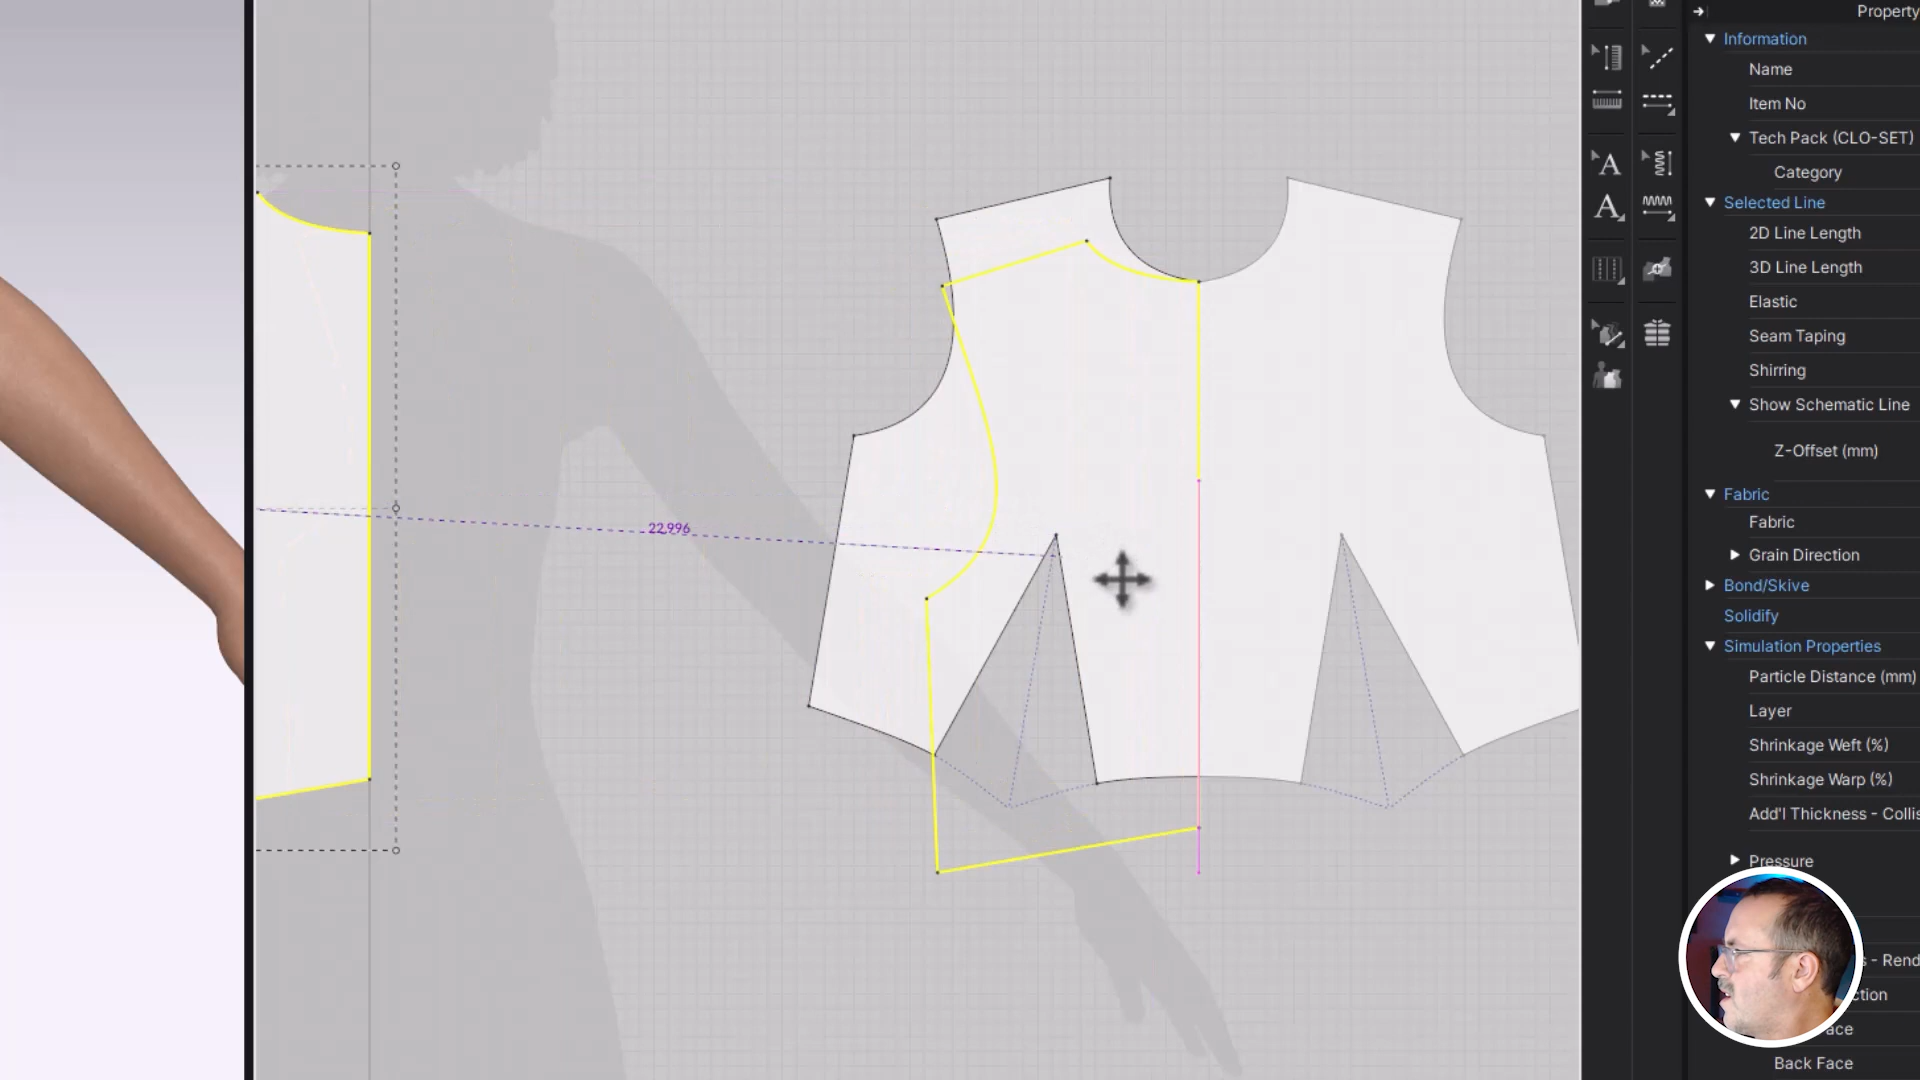 Property
Information
Name
Item No
Tech Pack (CLO-SET)
Category
Selected Line
2D Line Length
3D Line Length
Elastic
Seam Taping
Shirring
Show Schematic Line
Z-Offset (mm)
Fabric
Fabric
Grain Direction
Bond/Skive
Solidify
Simulation Properties
Particle Distance (mm)
Layer
Shrinkage Weft (%)
Shrinkage Warp (%)
Add'l Thickness - Collis
Pressure
s - Rend
ction
ace
Back Face
22.996
A
A